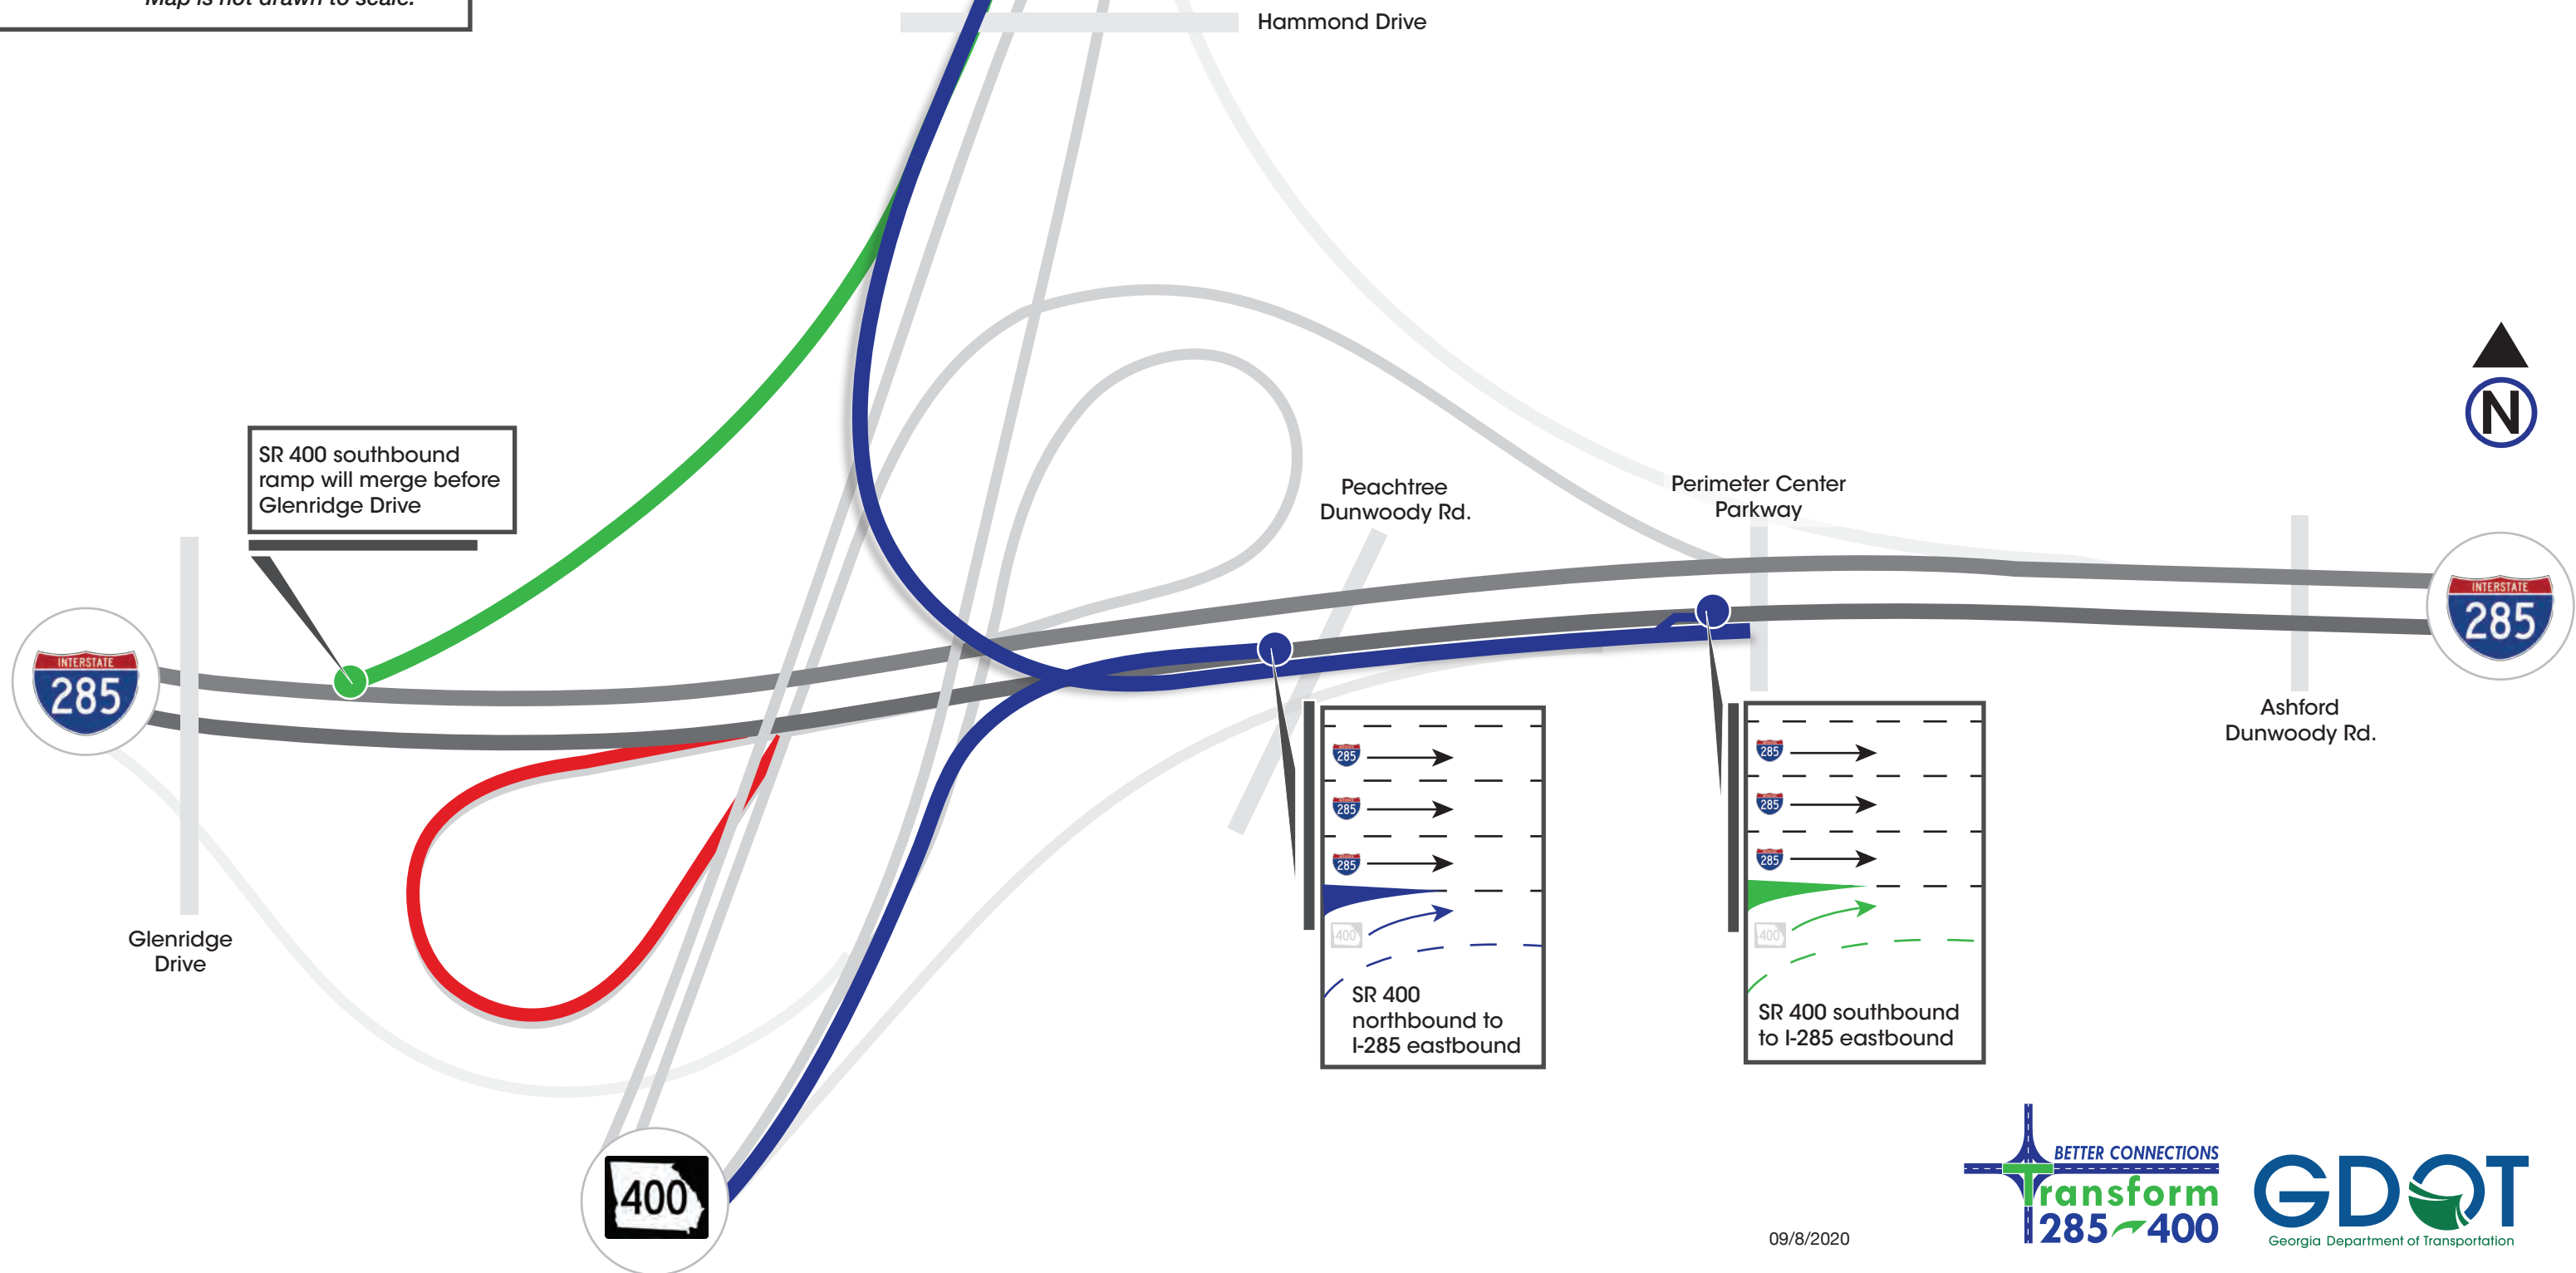 Map is not drawn to scale.
Hammond Drive
SR 400 southbound
ramp will merge before
Glenridge Drive
Peachtree
Dunwoody Rd.
Perimeter Center
Parkway
N
INTERSTATE
285
INTERSTATE
285
Ashford
Dunwoody Rd.
285
285
285
400
SR 400
northbound to
I-285 eastbound
285
285
285
400
SR 400 southbound
to I-285 eastbound
Glenridge
Drive
400
09/8/2020
BETTER CONNECTIONS
Transform
285 400
GDOT
Georgia Department of Transportation